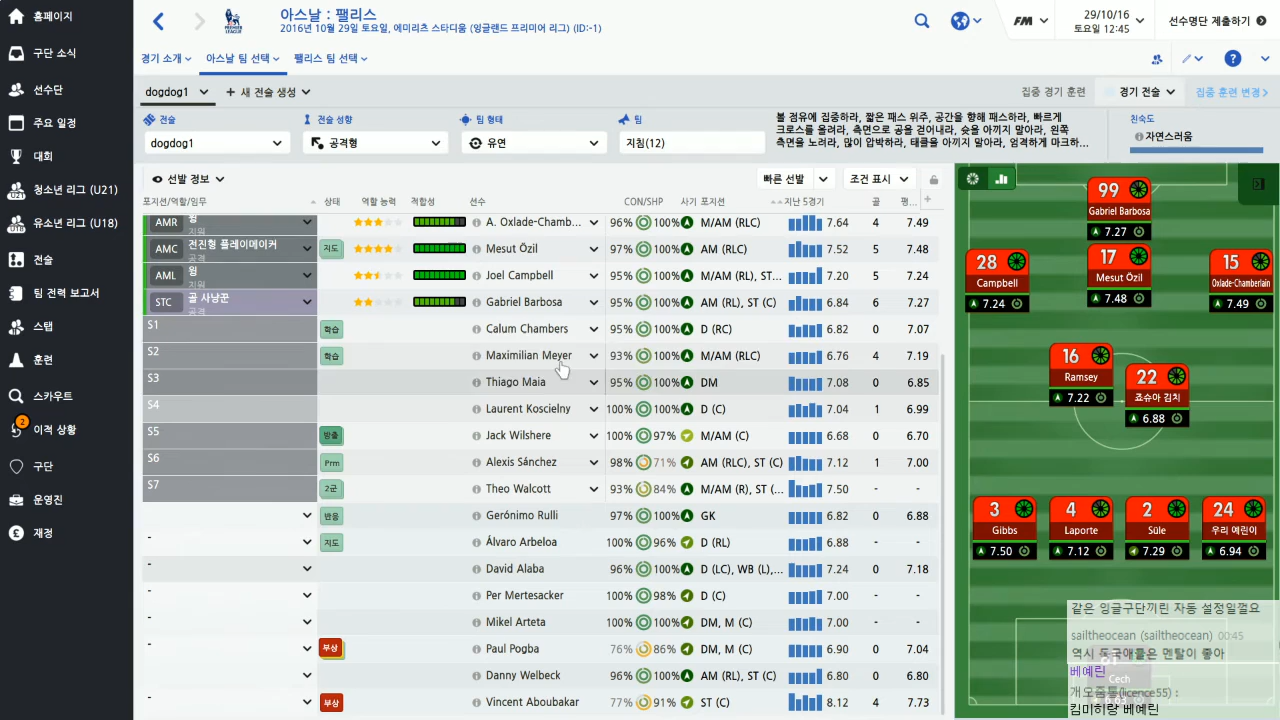 홈페이지
구단 소식
선수단
주요 일정
대회
U21
청소년 리그 (U21)
U18
유소년 리그 (U18)
전술
팀 전력 보고서
스탭
훈련
스카우트
2
이적 상황
구단
운영진
재정
아스날 : 팰리스
2016년 10월 29일 토요일, 에미리츠 스타디움 (잉글랜드 프리미어 리그) (ID:-1)
FM
29/10/16
토요일 12:45
선수명단 제출하기
경기 소개
아스날 팀 선택
팰리스 팀 선택
dogdog1
+ 새 전술 생성
집중 경기 훈련
경기 전술
집중 훈련 변경>
전술
dogdog1
전술 성향
공격형
팀 형태
유연
팀
지침(12)
볼 점유에 집중하라, 짧은 패스 위주, 공간을 향해 패스하라, 빠르게
크로스를 올려라, 측면으로 공을 걷어내라, 슛을 아끼지 말아라, 왼쪽
측면을 노려라, 많이 압박하라, 태클을 아끼지 말아라, 엄격하게 마크하...
친숙도
자연스러움
선발 정보
빠른 선발
조건 표시
포지션/역할/임무 상태 역할 능력 적합성 선수 CON/SHP 사기 포지션 지난 5경기 골 평...
AMR 윙 지원 A. Oxlade-Chamb... 96% 100% M/AM (RLC) 7.64 4 7.49
AMC 전진형 플레이메이커 공격 지도 Mesut Özil 97% 100% AM (RLC) 7.52 5 7.48
AML 윙 지원 Joel Campbell 95% 100% M/AM (RL), ST... 7.20 5 7.24
STC 골 사냥꾼 공격 Gabriel Barbosa 95% 100% AM (RL), ST (C) 6.84 6 7.27
S1 학습 Calum Chambers 95% 100% D (RC) 6.82 0 7.07
S2 학습 Maximilian Meyer 93% 100% M/AM (RLC) 6.76 4 7.19
S3 Thiago Maia 95% 100% DM 7.08 0 6.85
S4 Laurent Koscielny 100% 100% D (C) 7.04 1 6.99
S5 방출 Jack Wilshere 100% 97% M/AM (C) 6.68 0 6.70
S6 Prm Alexis Sánchez 98% 71% AM (RLC), ST (C) 7.12 1 7.00
S7 2군 Theo Walcott 93% 84% M/AM (R), ST (... 7.50 - -
반응 Gerónimo Rulli 97% 100% GK 6.82 0 6.88
- 지도 Álvaro Arbeloa 100% 96% D (RL) 6.88 - -
- David Alaba 96% 100% D (LC), WB (L),... 7.24 0 7.18
- Per Mertesacker 100% 98% D (C) 7.00 - -
- Mikel Arteta 100% 96% DM, M (C) 7.00 - -
- 부상 Paul Pogba 76% 86% DM, M (C) 6.90 0 7.04
- Danny Welbeck 96% 100% AM (RL), ST (C) 6.80 0 6.80
- 부상 Vincent Aboubakar 77% 91% ST (C) 8.12 4 7.73
99
Gabriel Barbosa
7.27
28
Campbell
7.24
17
Mesut Özil
7.48
15
Oxlade-Chamberlain
7.49
16
Ramsey
7.22
22
죠슈아 김치
6.88
3
Gibbs
7.50
4
Laporte
7.12
2
Süle
7.29
24
우리 예린이
6.94
Cech
같은 잉글구단끼린 자동 설정일껄요
sailtheocean (sailtheocean) 00:45
역시 독국애들은 멘탈이 좋아
베예린
개오줌통(licence55) :
킴미히랑 베예린